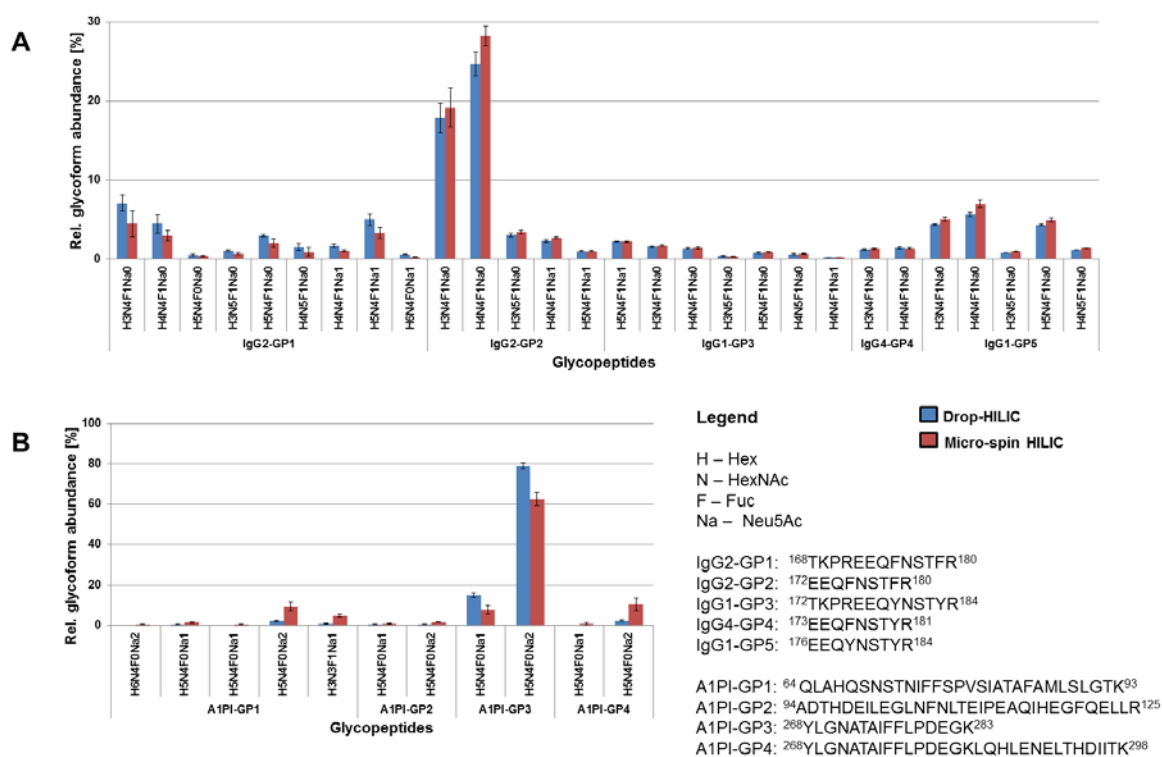 A
Rel. glycoform abundance [%]
30
20
10
0
H3N4F1Na0
H4N4F1Na0
H5N4F0Na0
H3N5F1Na0
H5N4F1Na0
H4N5F1Na0
H4N4F1Na1
H5N4F1Na1
H6N4F0Na1
H3N4F1Na0
H4N4F1Na0
H3N5F1Na0
H4N4F1Na1
H5N4F1Na1
H5N4F1Na1
H3N4F1Na0
H4N4F1Na0
H3N5F1Na0
H5N4F1Na0
H4N5F1Na0
H4N4F1Na1
H3N4F1Na0
H4N4F1Na0
H3N4F1Na0
H4N4F1Na0
H3N5F1Na0
H5N4F1Na0
H4N5F1Na0
IgG2-GP1 IgG2-GP2 IgG1-GP3 IgG4-GP4 IgG1-GP5
Glycopeptides
B
Rel. glycoform abundance [%]
100
80
60
40
20
0
H6N4F0Na2
H5N4F0Na1
H5N4F0Na1
H5N4F0Na2
H3N3F1Na0
H5N4F0Na1
H5N4F0Na2
H5N4F0Na1
H5N4F0Na2
H5N4F0Na1
H5N4F0Na2
A1PI-GP1 A1PI-GP2 A1PI-GP3 A1PI-GP4
Glycopeptides
Legend
Drop-HILIC
Micro-spin HILIC
H – Hex
N – HexNAc
F – Fuc
Na – Neu5Ac
IgG2-GP1: ¹⁶⁸TKPREEQFNSTFR¹⁸⁰
IgG2-GP2: ¹⁷²EEQFNSTFR¹⁸⁰
IgG1-GP3: ¹⁷²TKPREEQYNSTYR¹⁸⁴
IgG4-GP4: ¹⁷³EEQFNSTYR¹⁸¹
IgG1-GP5: ¹⁷⁶EEQYNSTYR¹⁸⁴
A1PI-GP1: ⁶⁴QLAHQSNSTNIFFSPVSIATAFAMLSLGTK⁹³
A1PI-GP2: ⁹⁴ADTHDEILEGLNFNLTEIPEAQIHEGFQELLR¹²⁵
A1PI-GP3: ²⁶⁸YLGNATAIFFLPDEGK²⁸³
A1PI-GP4: ²⁶⁸YLGNATAIFFLPDEGKLQHLENELTHDIITK²⁹⁸